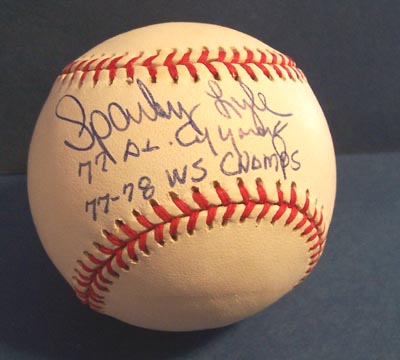 Sparky Lyle
77 AL. CY YOUNG
77-78 WS CHAMPS